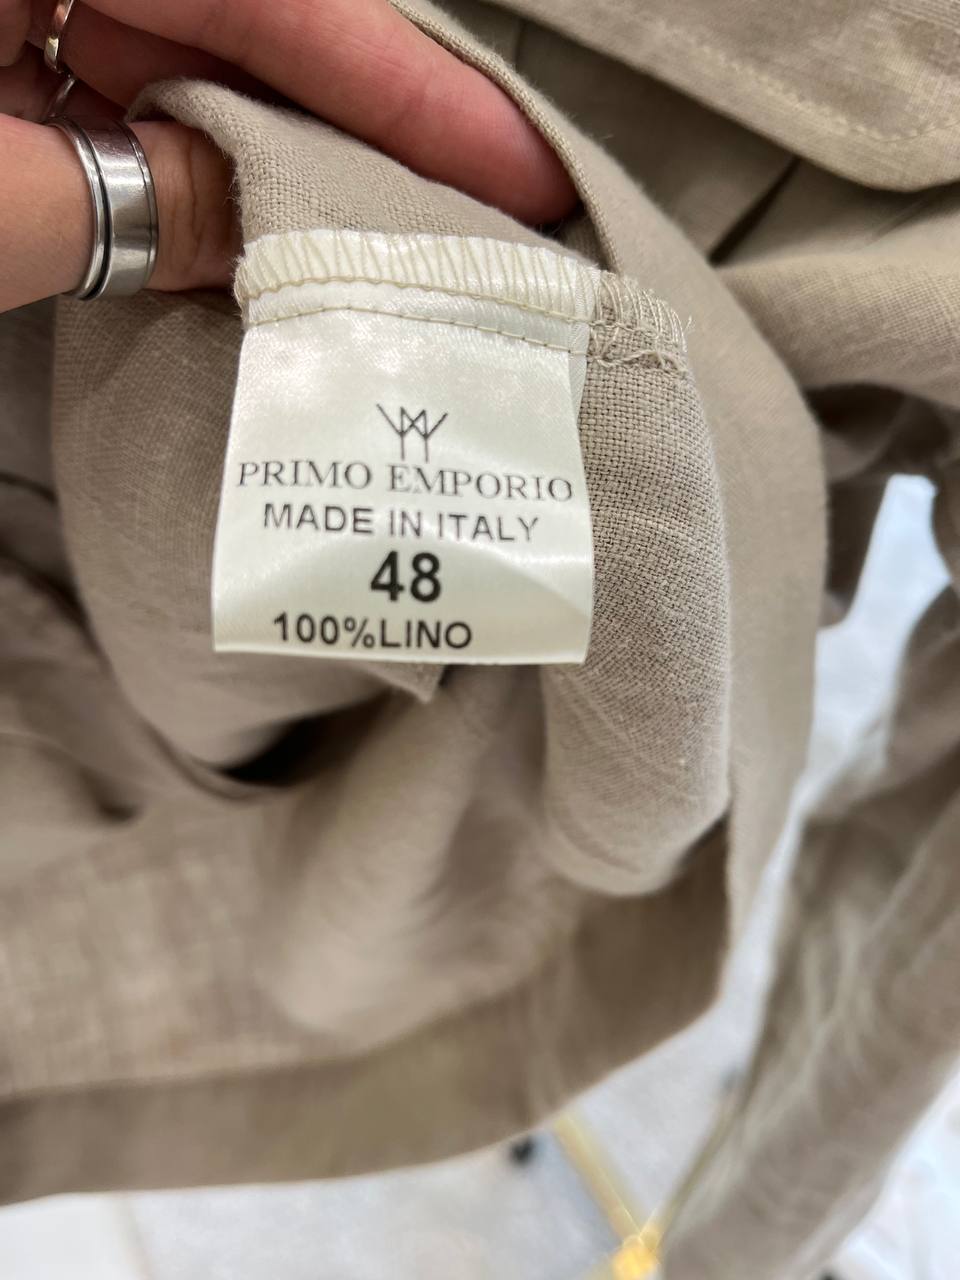 PRIMO EMPORIO
MADE IN ITALY
48
100%LINO